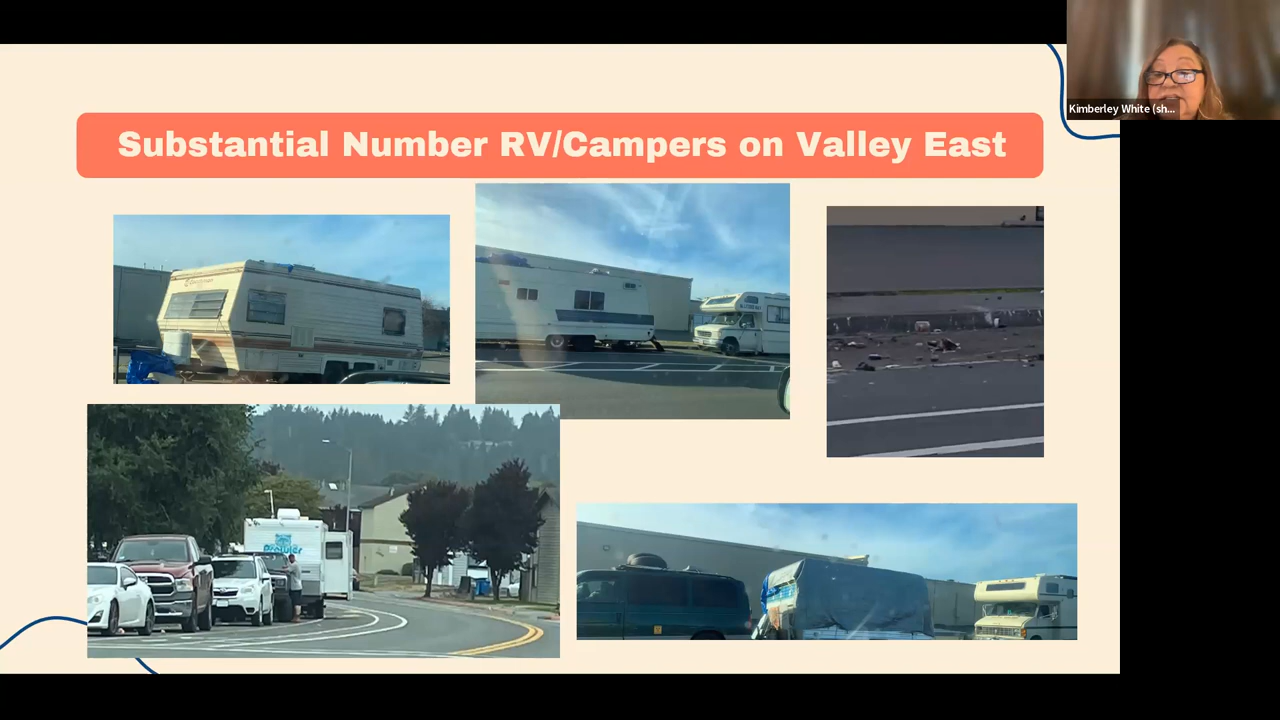 Substantial Number RV/Campers on Valley East
Kimberley White (sh...
Prowler